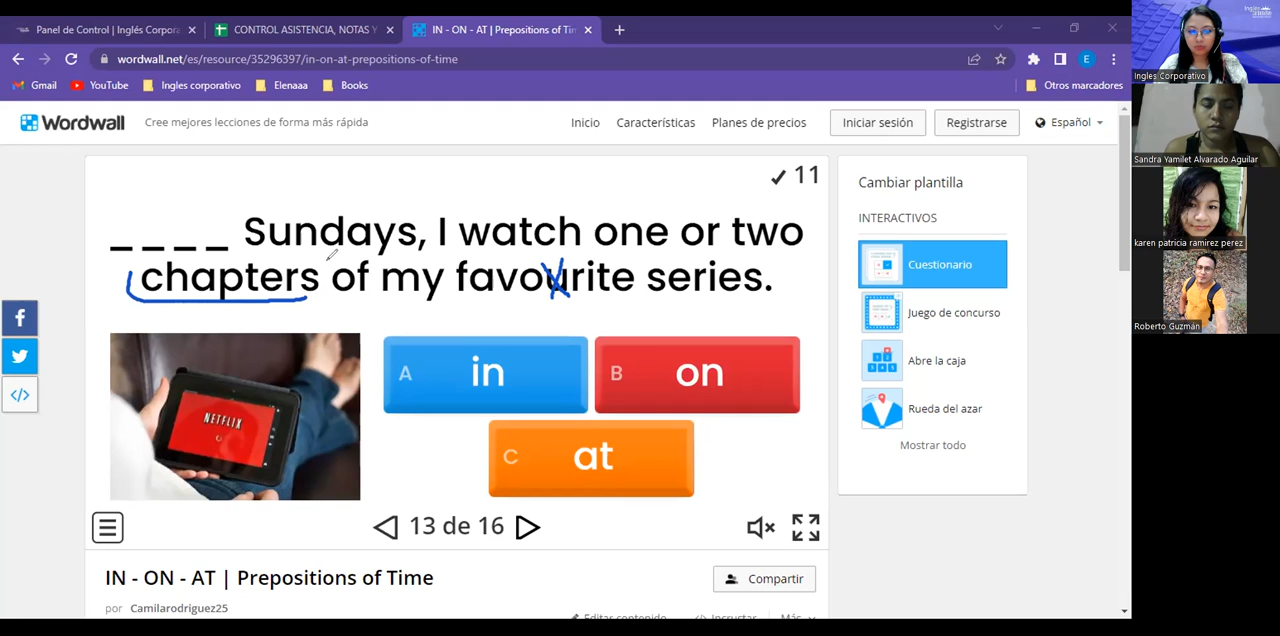 Panel de Control | Inglés Corpora
CONTROL ASISTENCIA, NOTAS Y
IN - ON - AT | Prepositions of Tim
wordwall.net/es/resource/35296397/in-on-at-prepositions-of-time
E
Gmail
YouTube
Ingles corporativo
Elenaaa
Books
Otros marcadores
Wordwall
Cree mejores lecciones de forma más rápida
Inicio
Características
Planes de precios
Iniciar sesión
Registrarse
Español
11
____ Sundays, I watch one or two
chapters of my favourite series.
NETFLIX
A in
B on
C at
13 de 16
Cambiar plantilla
INTERACTIVOS
Cuestionario
Juego de concurso
Abre la caja
Rueda del azar
Mostrar todo
IN - ON - AT | Prepositions of Time
Compartir
por Camilarodriguez25
Editar contenido
Incrustar
Más
Ingles Corporativo
Sandra Yamilet Alvarado Aguilar
karen patricia ramirez perez
Roberto Guzmán